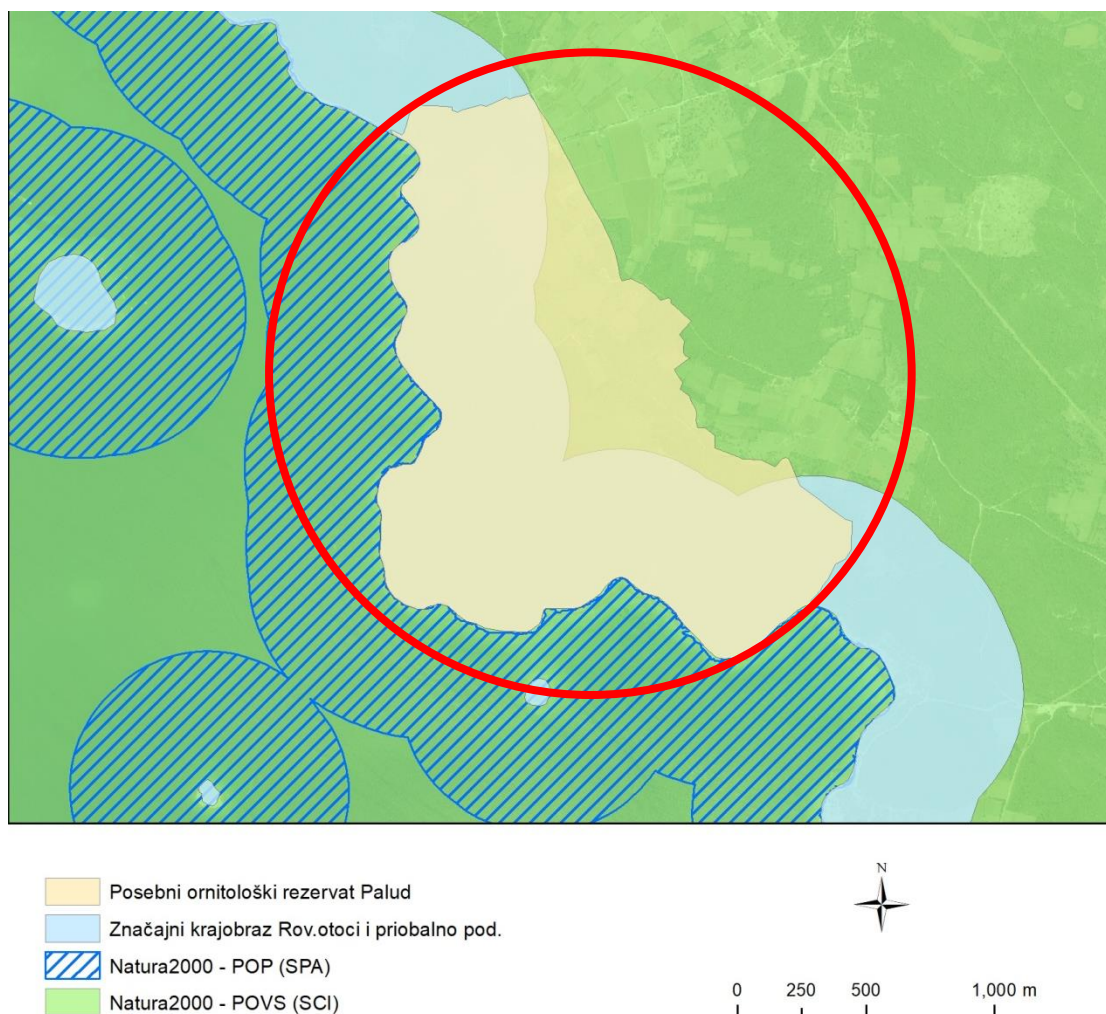 Posebni ornitološki rezervat Palud
Značajni krajobraz Rov.otoci i priobalno pod.
Natura2000 - POP (SPA)
Natura2000 - POVS (SCI)
N
0 250 500 1,000 m